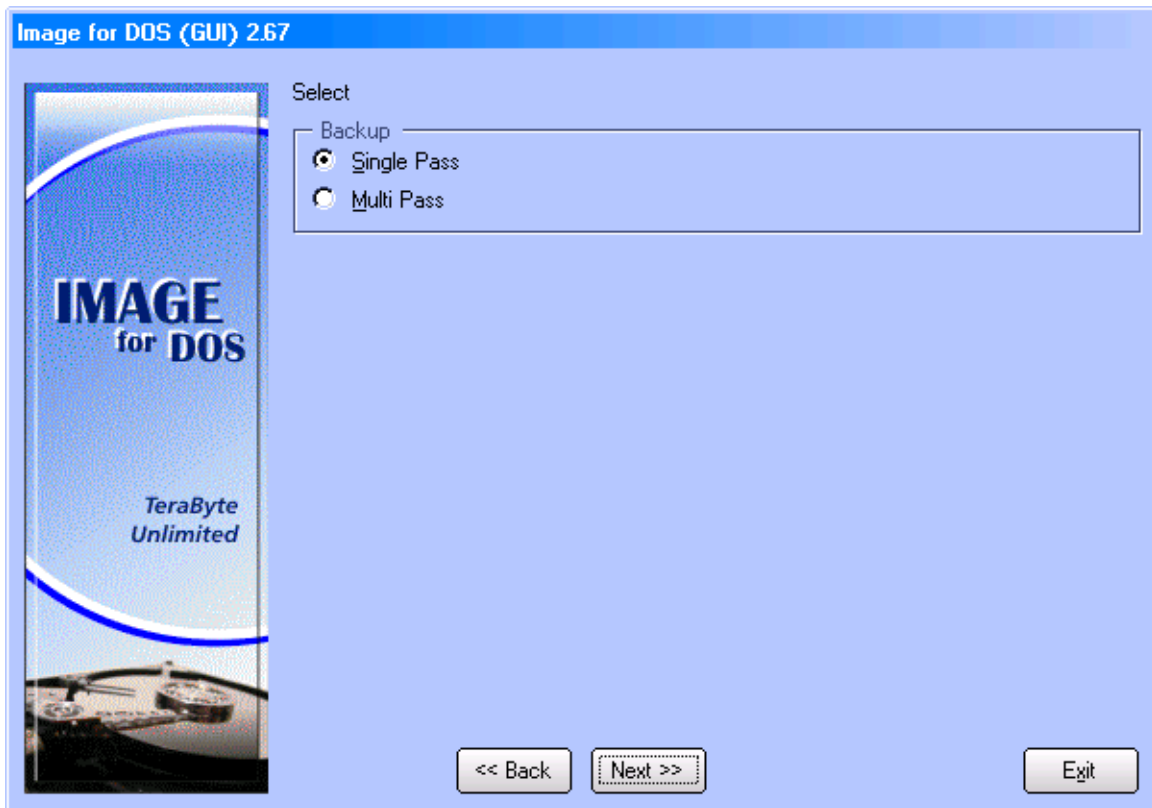 Image for DOS (GUI) 2.67
Select
Backup
Single Pass
Multi Pass
IMAGE
for DOS
TeraByte
Unlimited
<< Back
Next >>
Exit